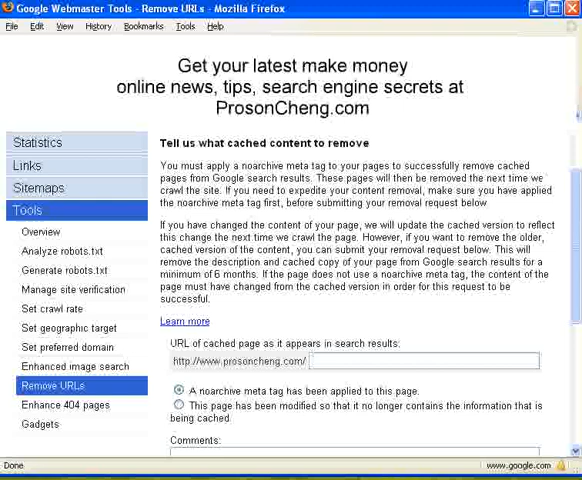 Google Webmaster Tools - Remove URLs - Mozilla Firefox
File Edit View History Bookmarks Tools Help
Get your latest make money
online news, tips, search engine secrets at
ProsonCheng.com
Statistics
Links
Sitemaps
Tools
Overview
Analyze robots.txt
Generate robots.txt
Manage site verification
Set crawl rate
Set geographic target
Set preferred domain
Enhanced image search
Remove URLs
Enhance 404 pages
Gadgets
Tell us what cached content to remove
You must apply a noarchive meta tag to your pages to successfully remove cached
pages from Google search results. These pages will then be removed the next time we
crawl the site. If you need to expedite your content removal, make sure you have applied
the noarchive meta tag first, before submitting your removal request below
If you have changed the content of your page, we will update the cached version to reflect
this change the next time we crawl the page. However, if you want to remove the older,
cached version of the content, you can submit your removal request below. This will
remove the description and cached copy of your page from Google search results for a
minimum of 6 months. If the page does not use a noarchive meta tag, the content of the
page must have changed from the cached version in order for this request to be
successful.
Learn more
URL of cached page as it appears in search results:
http://www.prosoncheng.com/
A noarchive meta tag has been applied to this page.
This page has been modified so that it no longer contains the information that is
being cached
Comments:
Done
www.google.com